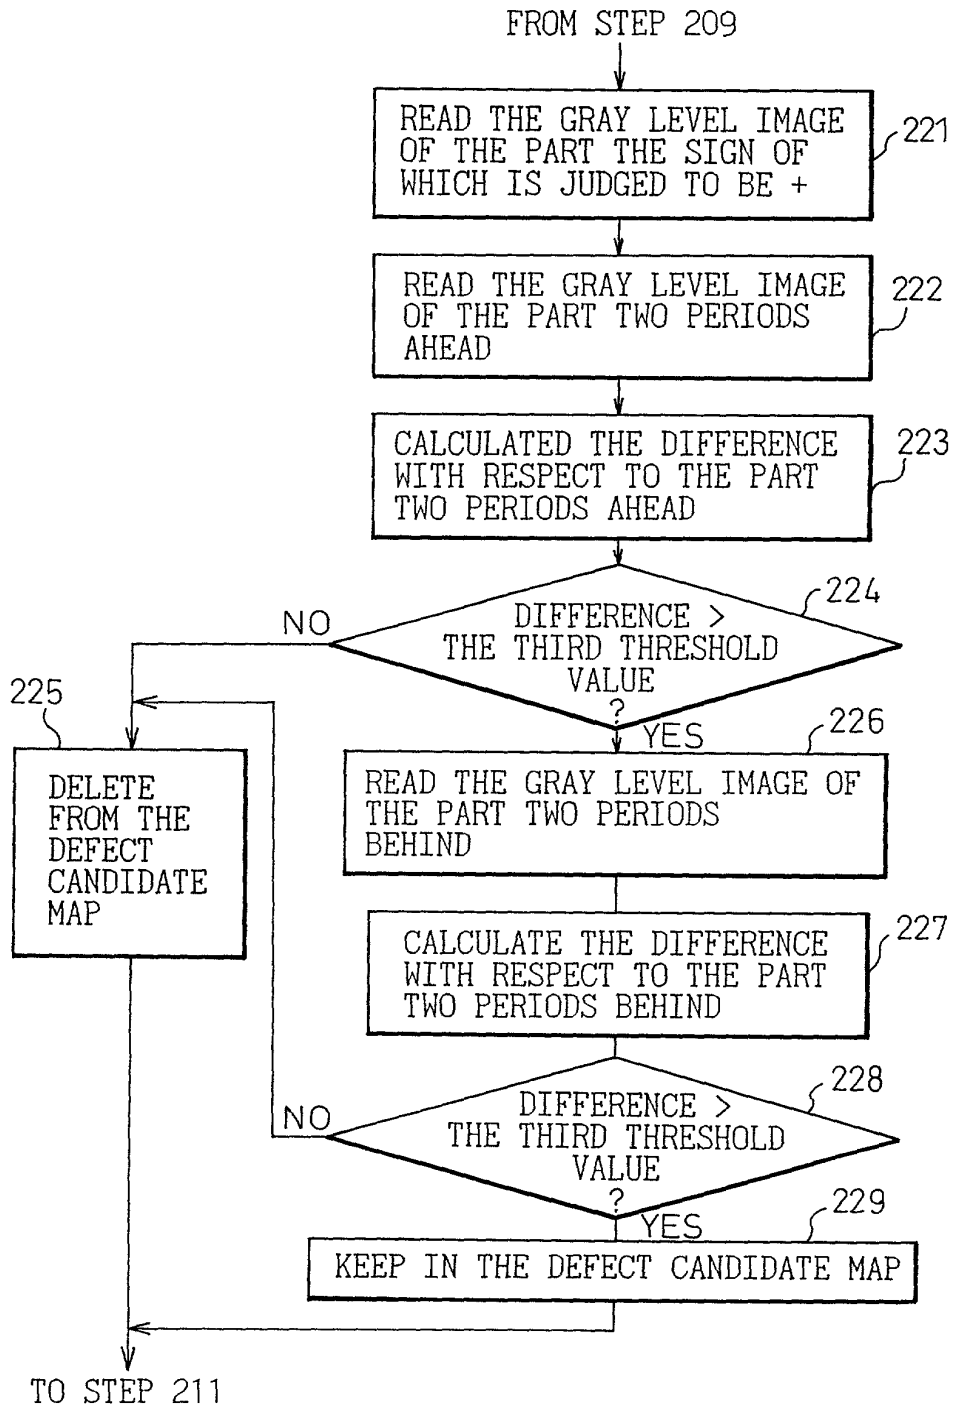 FROM STEP 209
READ THE GRAY LEVEL IMAGE
OF THE PART THE SIGN OF
WHICH IS JUDGED TO BE +
221
READ THE GRAY LEVEL IMAGE
OF THE PART TWO PERIODS
AHEAD
222
CALCULATED THE DIFFERENCE
WITH RESPECT TO THE PART
TWO PERIODS AHEAD
223
DIFFERENCE >
THE THIRD THRESHOLD
VALUE
?
224
NO
YES
225
DELETE
FROM THE
DEFECT
CANDIDATE
MAP
226
READ THE GRAY LEVEL IMAGE OF
THE PART TWO PERIODS
BEHIND
227
CALCULATE THE DIFFERENCE
WITH RESPECT TO THE PART
TWO PERIODS BEHIND
228
DIFFERENCE >
THE THIRD THRESHOLD
VALUE
?
NO
YES
229
KEEP IN THE DEFECT CANDIDATE MAP
TO STEP 211